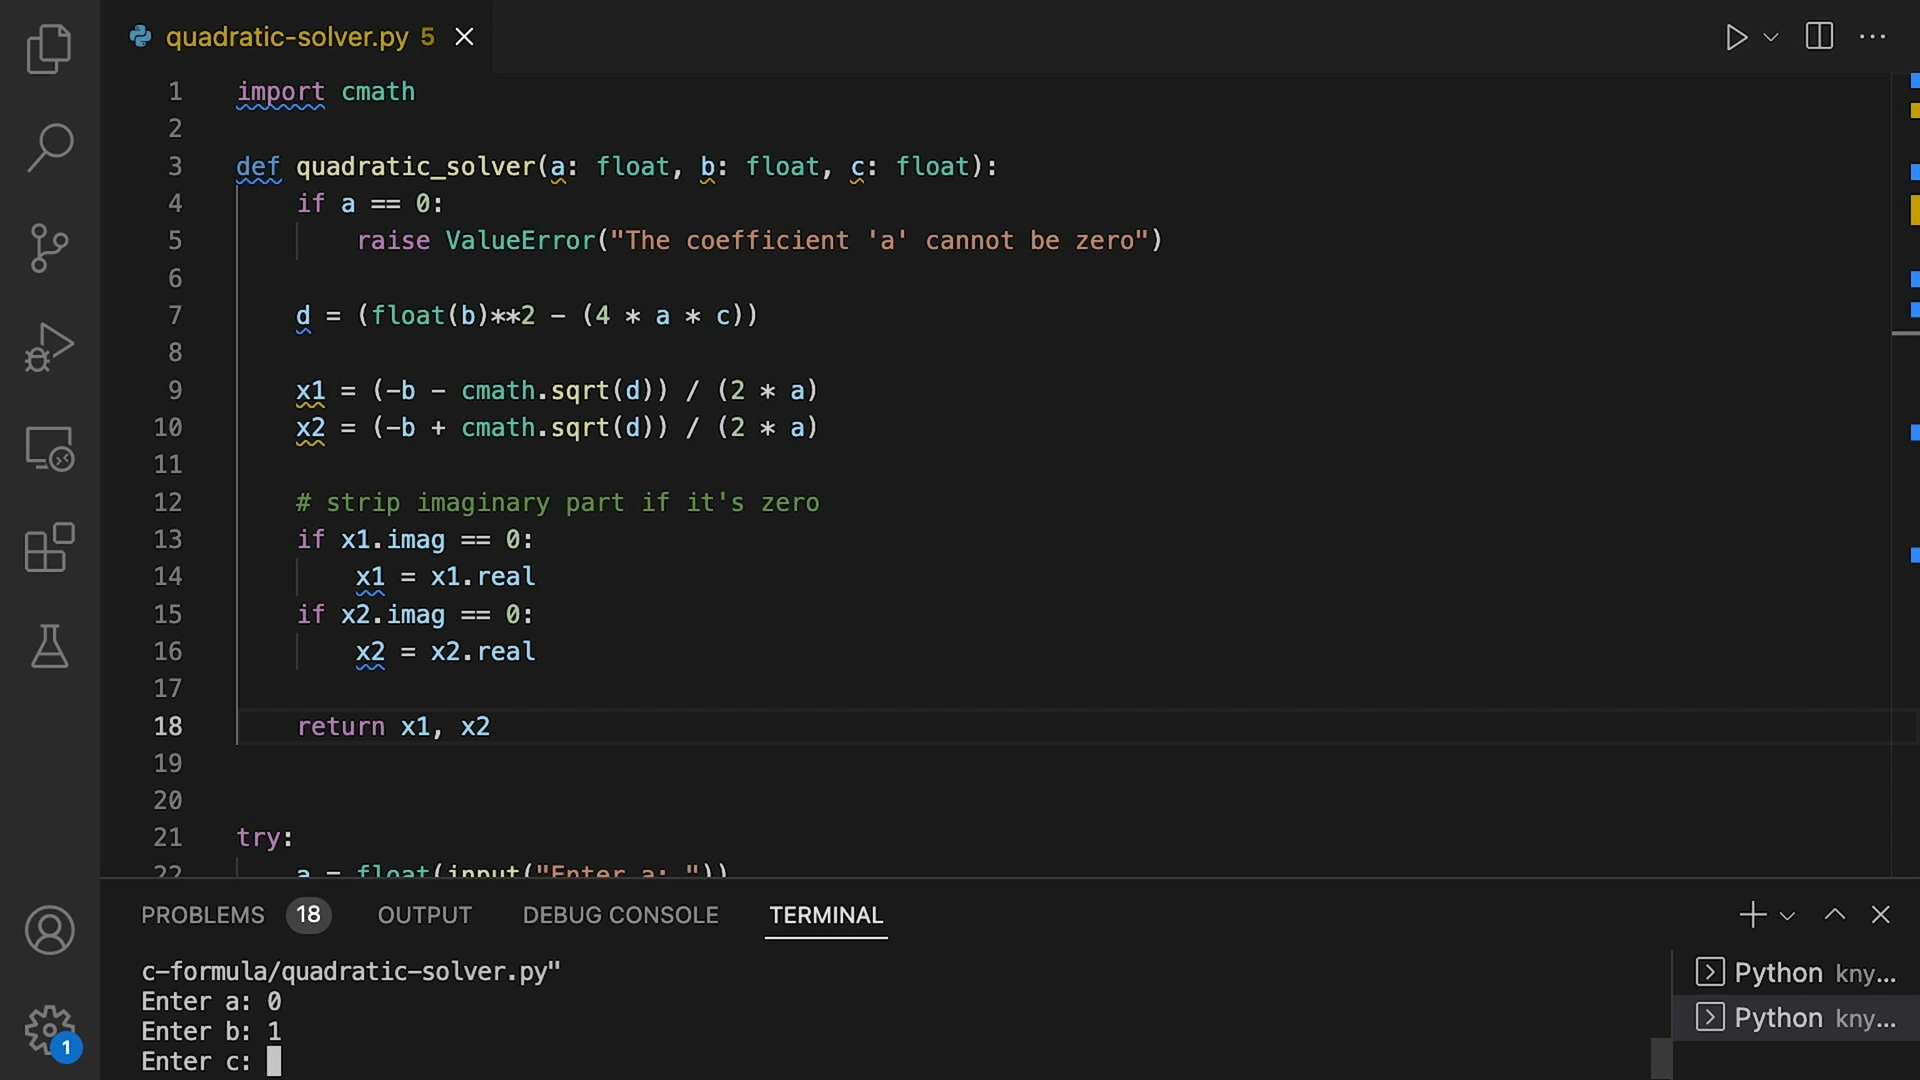 quadratic-solver.py 5
1 import cmath
2
3 def quadratic_solver(a: float, b: float, c: float):
4     if a == 0:
5         raise ValueError("The coefficient 'a' cannot be zero")
6
7     d = (float(b)**2 - (4 * a * c))
8
9     x1 = (-b - cmath.sqrt(d)) / (2 * a)
10     x2 = (-b + cmath.sqrt(d)) / (2 * a)
11
12     # strip imaginary part if it's zero
13     if x1.imag == 0:
14         x1 = x1.real
15     if x2.imag == 0:
16         x2 = x2.real
17
18     return x1, x2
19
20
21 try:
22     a = float(input("Enter a: "))
PROBLEMS 18 OUTPUT DEBUG CONSOLE TERMINAL
c-formula/quadratic-solver.py"
Enter a: 0
Enter b: 1
Enter c:
Python kny...
Python kny...
1